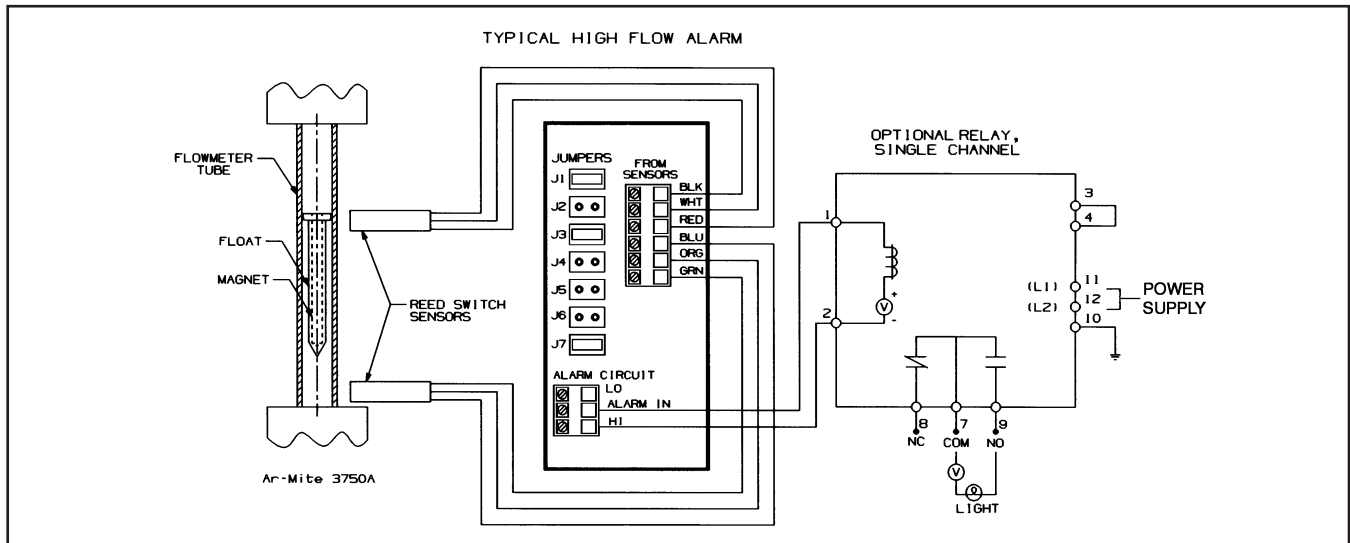 TYPICAL HIGH FLOW ALARM
FLOWMETER
TUBE
FLOAT
MAGNET
REED SWITCH
SENSORS
Ar-Mite 3750A
JUMPERS
J1
J2
J3
J4
J5
J6
J7
FROM
SENSORS
BLK
WHT
RED
BLU
ORG
GRN
ALARM CIRCUIT
LO
ALARM IN
HI
OPTIONAL RELAY,
SINGLE CHANNEL
1
2
V
+
-
3
4
(L1) 11
(L2) 12
10
POWER
SUPPLY
8
7
9
NC
COM
NO
V
LIGHT